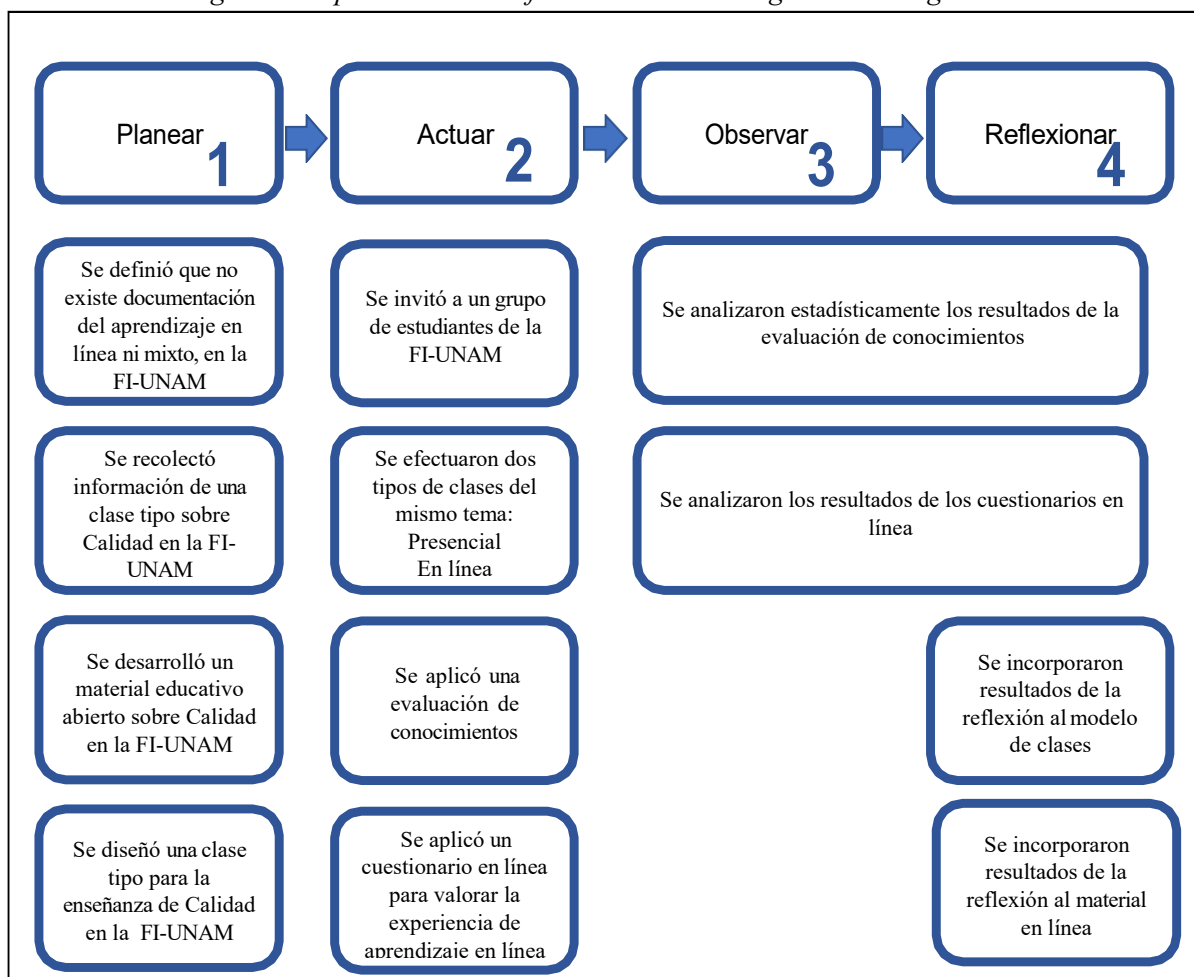 Planear 1
Actuar 2
Observar 3
Reflexionar 4
Se definió que no
existe documentación
del aprendizaje en
línea ni mixto, en la
FI-UNAM
Se invitó a un grupo
de estudiantes de la
FI-UNAM
Se analizaron estadísticamente los resultados de la
evaluación de conocimientos
Se recolectó
información de una
clase tipo sobre
Calidad en la FI-
UNAM
Se efectuaron dos
tipos de clases del
mismo tema:
Presencial
En línea
Se analizaron los resultados de los cuestionarios en
línea
Se desarrolló un
material educativo
abierto sobre Calidad
en la FI-UNAM
Se aplicó una
evaluación de
conocimientos
Se incorporaron
resultados de la
reflexión al modelo
de clases
Se diseñó una clase
tipo para la
enseñanza de Calidad
en la FI-UNAM
Se aplicó un
cuestionario en línea
para valorar la
experiencia de
aprendizaje en línea
Se incorporaron
resultados de la
reflexión al material
en línea